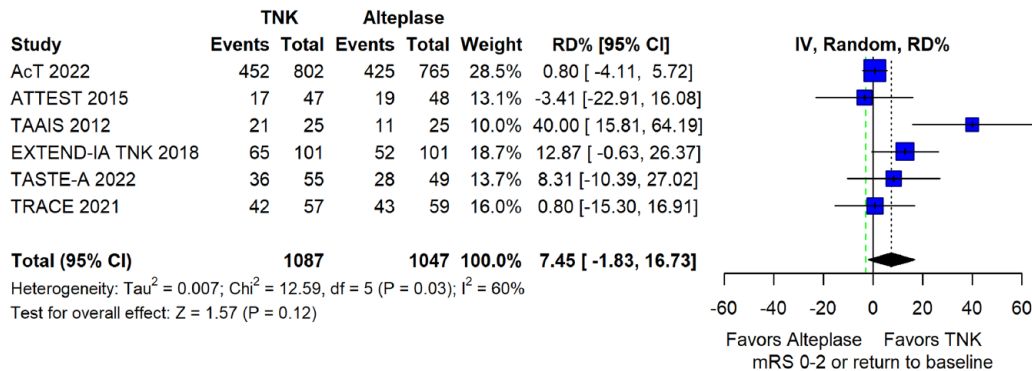 TNK Alteplase
Study Events Total Events Total Weight RD% [95% CI] IV, Random, RD%
AcT 2022 452 802 425 765 28.5% 0.80 [ -4.11, 5.72]
ATTEST 2015 17 47 19 48 13.1% -3.41 [-22.91, 16.08]
TAAIS 2012 21 25 11 25 10.0% 40.00 [ 15.81, 64.19]
EXTEND-IA TNK 2018 65 101 52 101 18.7% 12.87 [ -0.63, 26.37]
TASTE-A 2022 36 55 28 49 13.7% 8.31 [-10.39, 27.02]
TRACE 2021 42 57 43 59 16.0% 0.80 [-15.30, 16.91]
Total (95% CI) 1087 1047 100.0% 7.45 [ -1.83, 16.73]
Heterogeneity: Tau² = 0.007; Chi² = 12.59, df = 5 (P = 0.03); I² = 60%
Test for overall effect: Z = 1.57 (P = 0.12)
-60 -40 -20 0 20 40 60
Favors Alteplase Favors TNK
mRS 0-2 or return to baseline